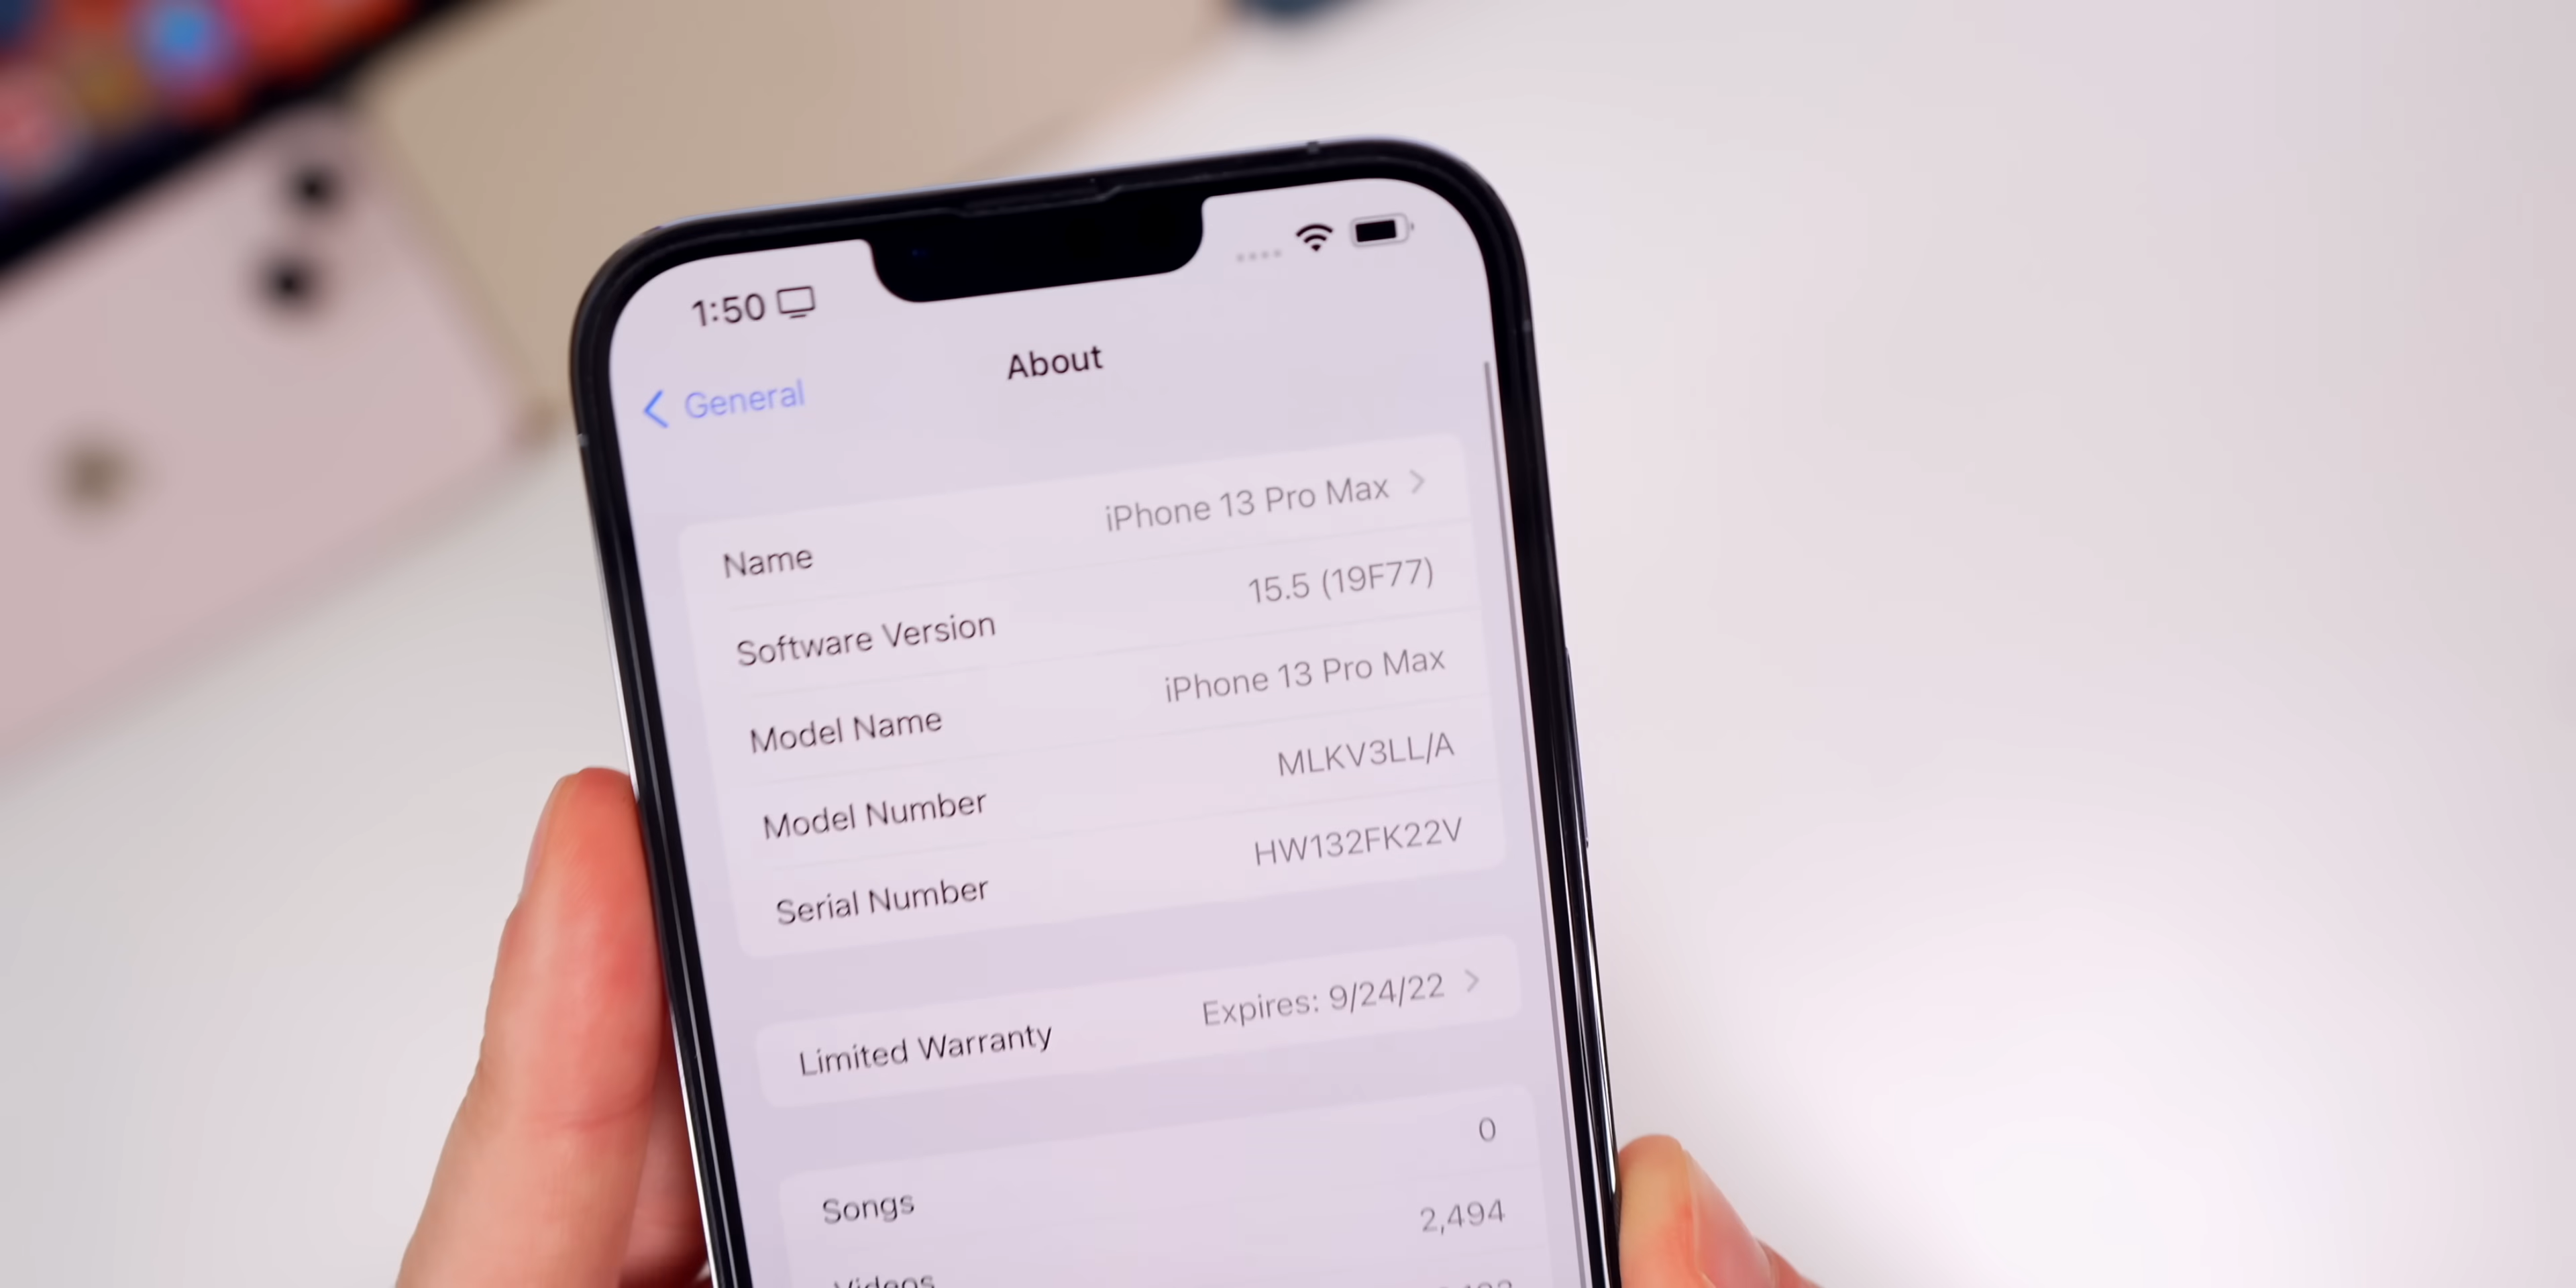 1:50
General
About
Name iPhone 13 Pro Max
Software Version 15.5 (19F77)
Model Name iPhone 13 Pro Max
Model Number MLKV3LL/A
Serial Number HW132FK22V
Limited Warranty Expires: 9/24/22
Songs 0
Videos 2,494